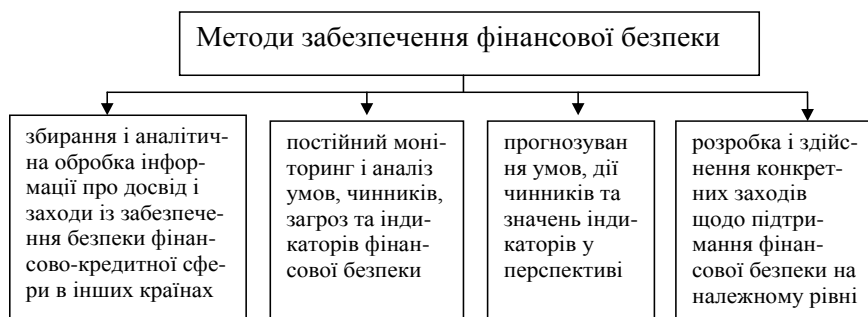 Методи забезпечення фінансової безпеки
збирання і аналітич-
на обробка інфор-
мації про досвід і
заходи із забезпече-
ння безпеки фінан-
сово-кредитної сфе-
ри в інших країнах
постійний моні-
торинг і аналіз
умов, чинників,
загроз та інди-
каторів фінан-
сової безпеки
прогнозуван
ня умов, дії
чинників та
значень інди-
каторів у
перспективі
розробка і здійс-
нення конкрет-
них заходів
щодо підтри-
мання фінан-
сової безпеки на
належному рівні